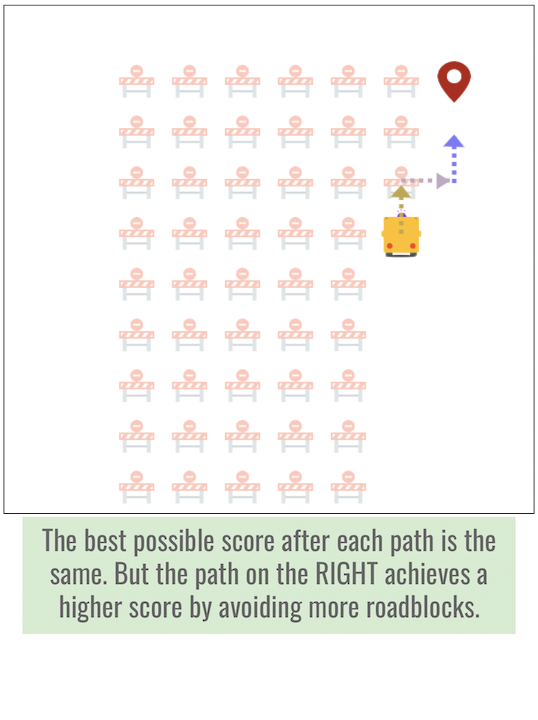 The best possible score after each path is the
same. But the path on the RIGHT achieves a
higher score by avoiding more roadblocks.